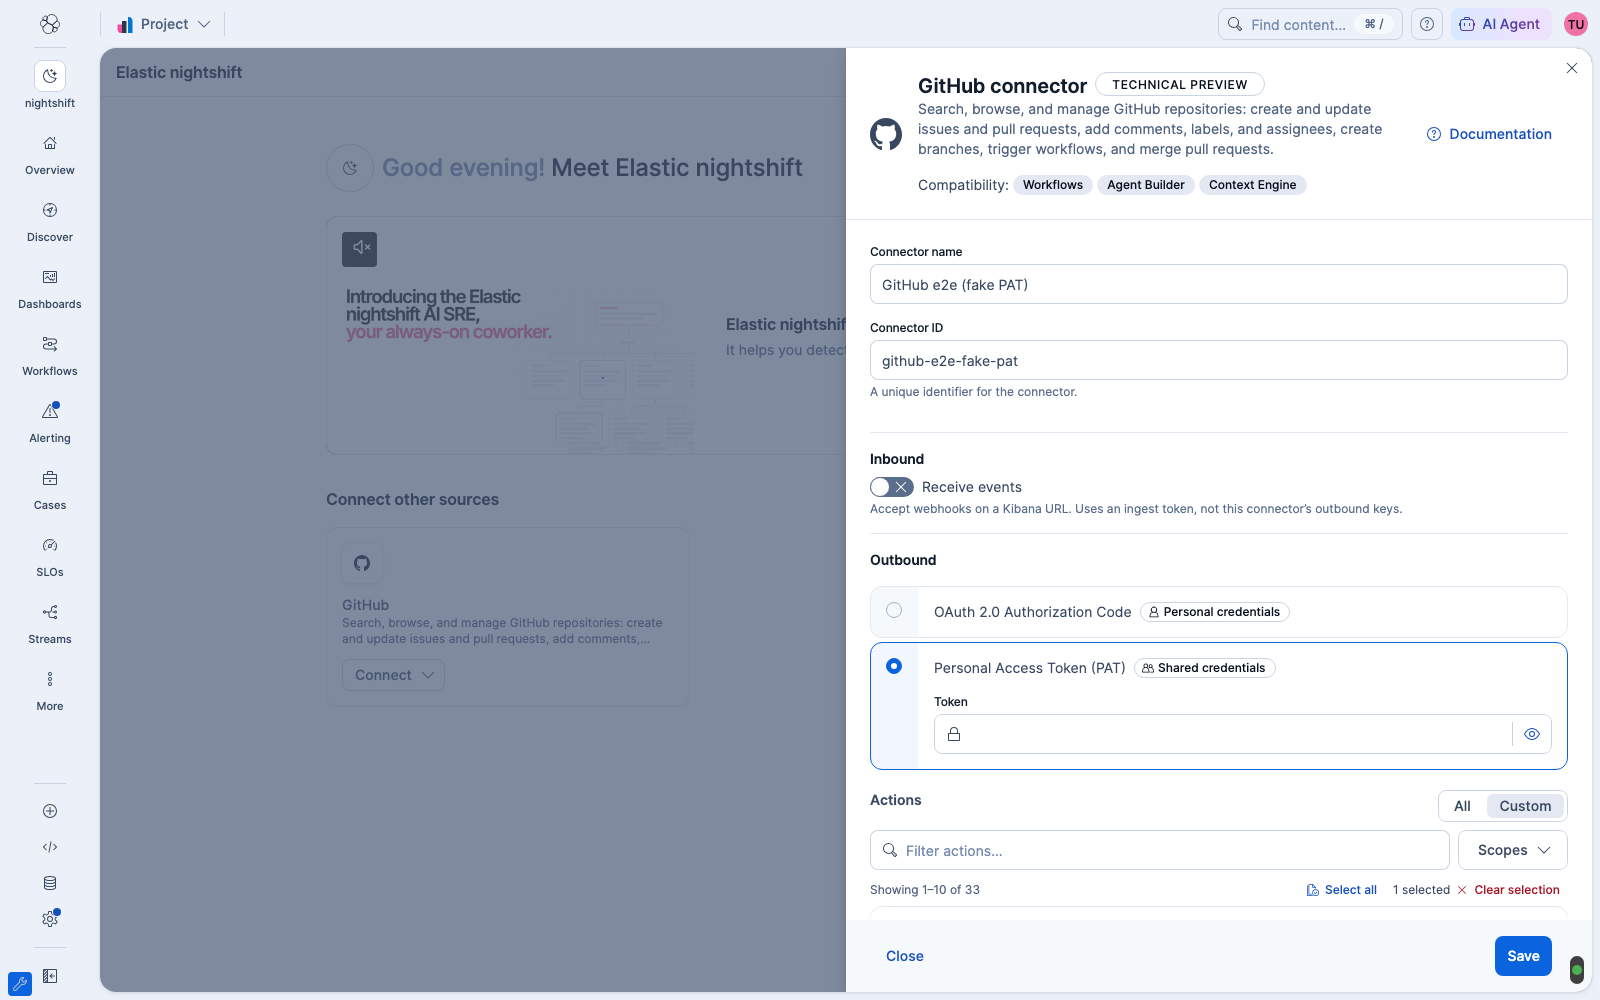 Project
Find content...
⌘ /
AI Agent
TU
nightshift
Overview
Discover
Dashboards
Workflows
Alerting
Cases
SLOs
Streams
More
Elastic nightshift
Good evening! Meet Elastic nightshift
Introducing the Elastic
nightshift AI SRE,
your always-on coworker.
Elastic nightshif
It helps you detec
Connect other sources
GitHub
Search, browse, and manage GitHub repositories: create
and update issues and pull requests, add comments,...
Connect
GitHub connector
TECHNICAL PREVIEW
Search, browse, and manage GitHub repositories: create and update
issues and pull requests, add comments, labels, and assignees, create
branches, trigger workflows, and merge pull requests.
Documentation
Compatibility: Workflows Agent Builder Context Engine
Connector name
GitHub e2e (fake PAT)
Connector ID
github-e2e-fake-pat
A unique identifier for the connector.
Inbound
Receive events
Accept webhooks on a Kibana URL. Uses an ingest token, not this connector's outbound keys.
Outbound
OAuth 2.0 Authorization Code Personal credentials
Personal Access Token (PAT) Shared credentials
Token
Actions
All Custom
Filter actions...
Scopes
Showing 1–10 of 33
Select all
1 selected
Clear selection
Close
Save